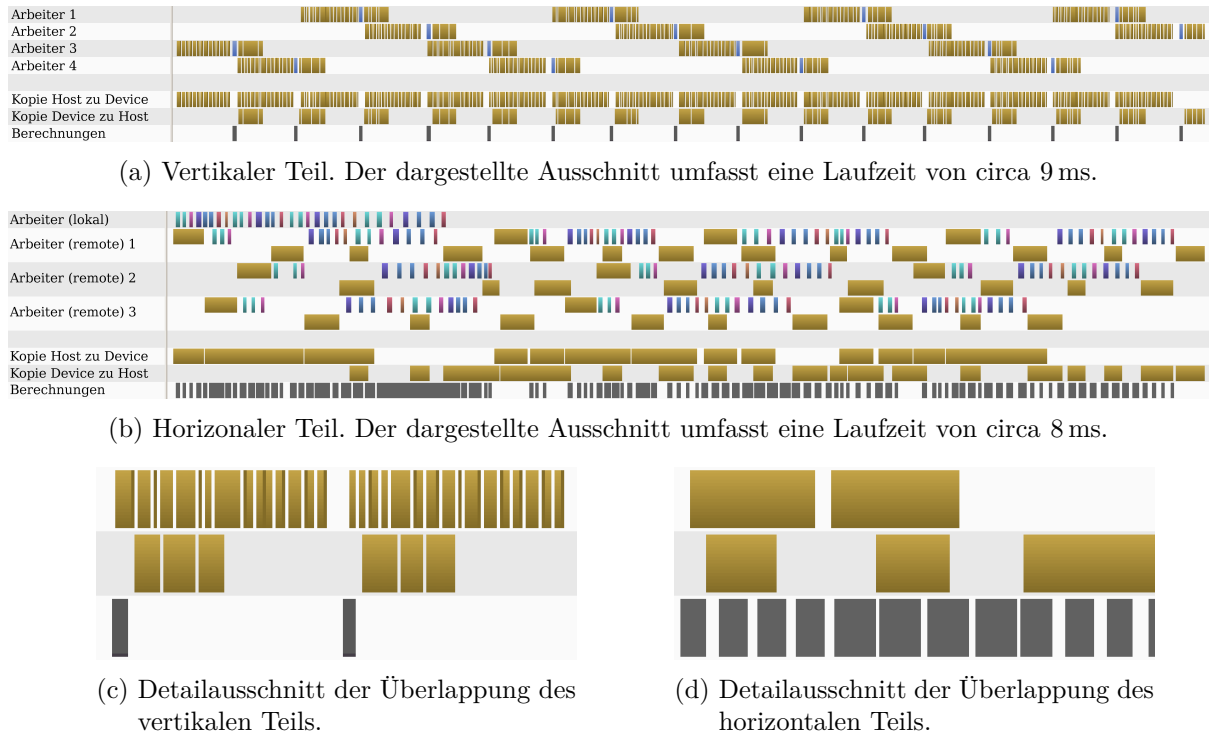 Arbeiter 1
Arbeiter 2
Arbeiter 3
Arbeiter 4
Kopie Host zu Device
Kopie Device zu Host
Berechnungen
(a) Vertikaler Teil. Der dargestellte Ausschnitt umfasst eine Laufzeit von circa 9 ms.
Arbeiter (lokal)
Arbeiter (remote) 1
Arbeiter (remote) 2
Arbeiter (remote) 3
Kopie Host zu Device
Kopie Device zu Host
Berechnungen
(b) Horizonaler Teil. Der dargestellte Ausschnitt umfasst eine Laufzeit von circa 8 ms.
(c) Detailausschnitt der Überlappung des
vertikalen Teils.
(d) Detailausschnitt der Überlappung des
horizontalen Teils.